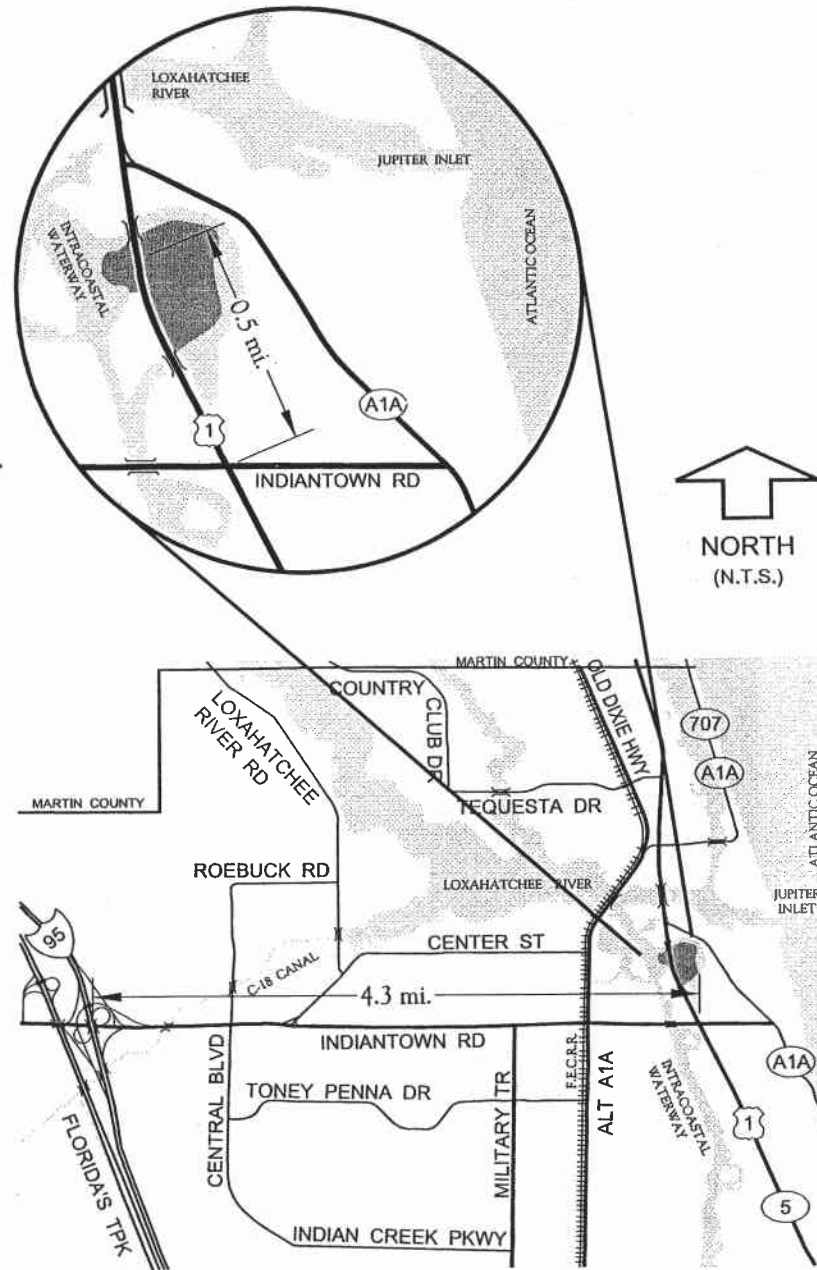 LOXAHATCHEE
RIVER
JUPITER INLET
INTRACOASTAL
WATERWAY
ATLANTIC OCEAN
0.5 mi.
A1A
1
INDIANTOWN RD
NORTH
(N.T.S.)
MARTIN COUNTY
LOXAHATCHEE
RIVER RD
COUNTRY
CLUB DR
OLD DIXIE HWY
707
A1A
ATLANTIC OCEAN
MARTIN COUNTY
TEQUESTA DR
ROEBUCK RD
LOXAHATCHEE RIVER
JUPITER
INLET
95
CENTER ST
C-18 CANAL
4.3 mi.
INDIANTOWN RD
F.E.C.R.R.
ALT A1A
A1A
CENTRAL BLVD
TONEY PENNA DR
MILITARY TR
INTRACOASTAL
WATERWAY
1
FLORIDA'S TPK
5
INDIAN CREEK PKWY